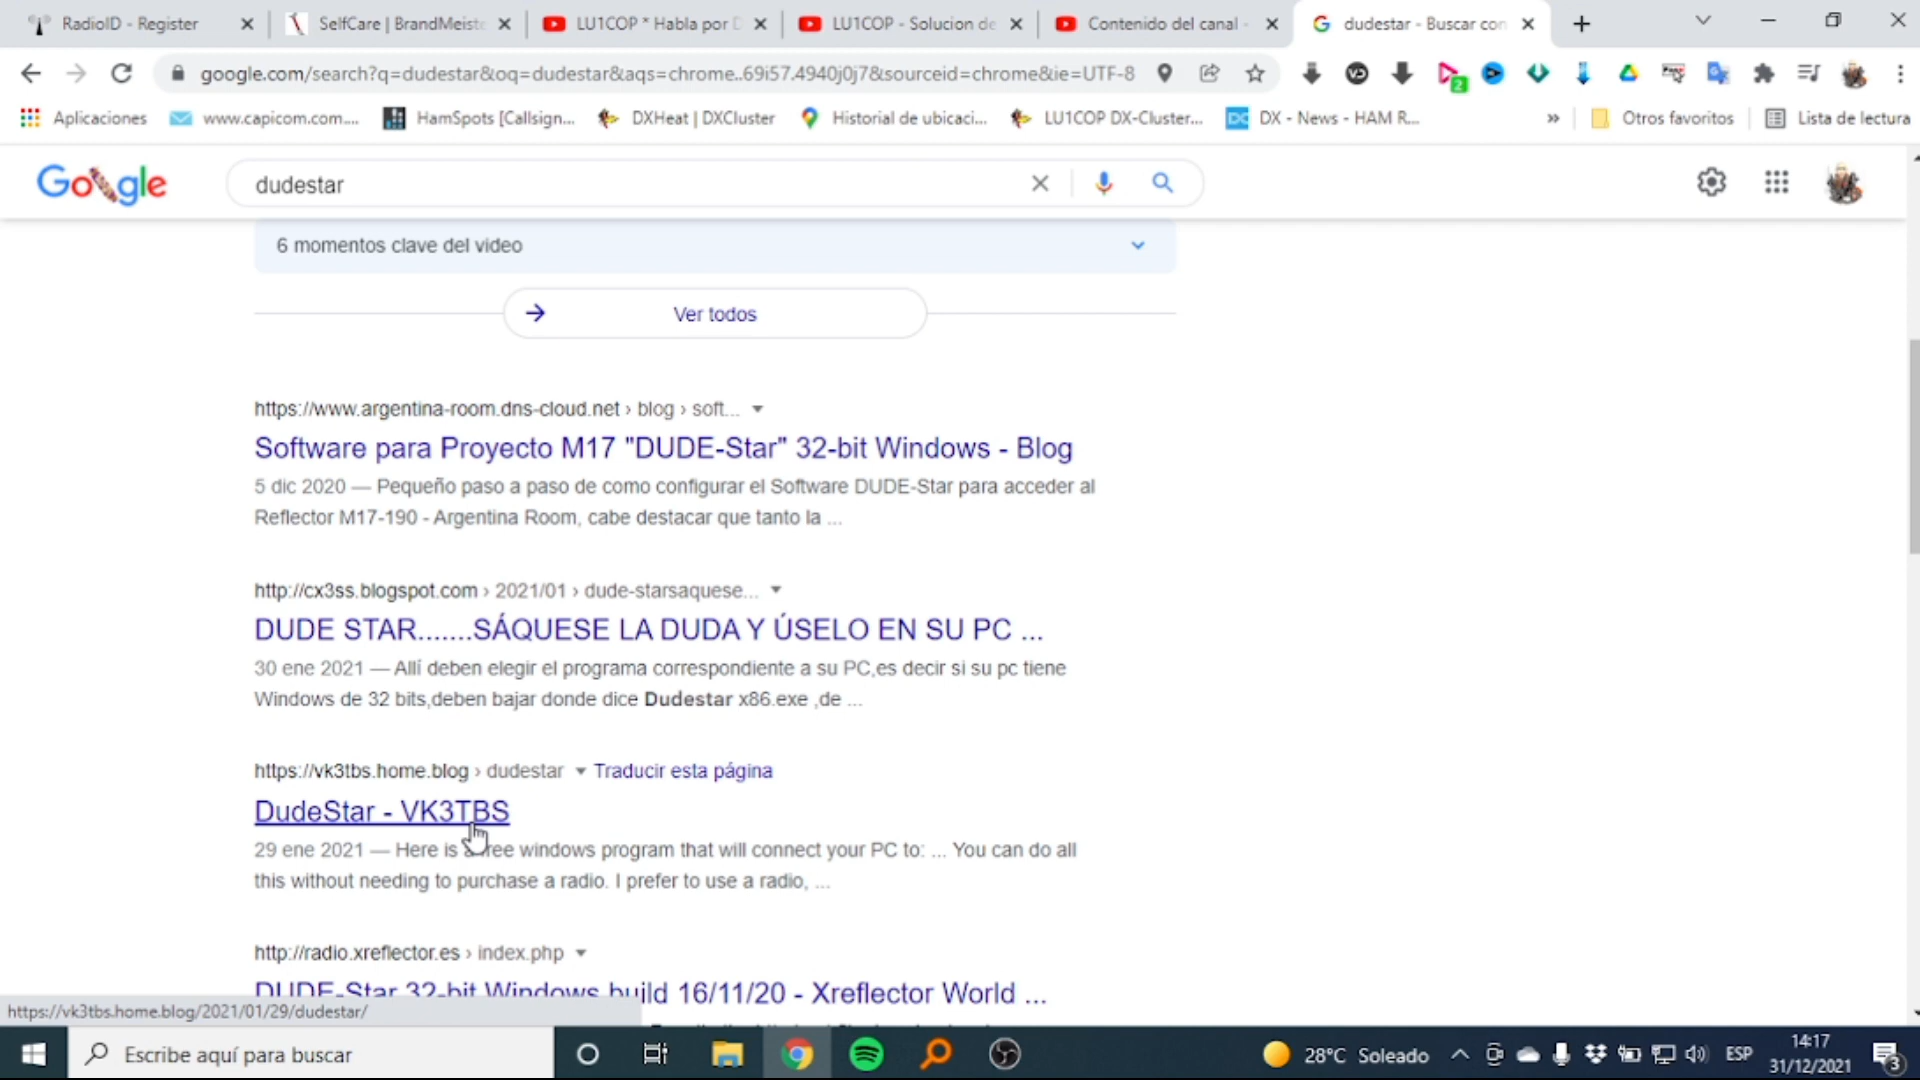 RadioID - Register
SelfCare | BrandMeiste
LU1COP * Habla por D
LU1COP - Solucion de
Contenido del canal -
dudestar - Buscar con
google.com/search?q=dudestar&oq=dudestar&aqs=chrome..69i57.4940j0j7&sourceid=chrome&ie=UTF-8
2
Aplicaciones
www.capicom.com....
HamSpots [Callsign...
DXHeat | DXCluster
Historial de ubicaci...
LU1COP DX-Cluster...
DX - News - HAM R...
»
Otros favoritos
Lista de lectura
Google
dudestar
6 momentos clave del video
Ver todos
https://www.argentina-room.dns-cloud.net › blog › soft...
Software para Proyecto M17 "DUDE-Star" 32-bit Windows - Blog
5 dic 2020 — Pequeño paso a paso de como configurar el Software DUDE-Star para acceder al
Reflector M17-190 - Argentina Room, cabe destacar que tanto la ...
http://cx3ss.blogspot.com › 2021/01 › dude-starsaquese...
DUDE STAR.......SÁQUESE LA DUDA Y ÚSELO EN SU PC ...
30 ene 2021 — Allí deben elegir el programa correspondiente a su PC,es decir si su pc tiene
Windows de 32 bits,deben bajar donde dice Dudestar x86.exe ,de ...
https://vk3tbs.home.blog › dudestar Traducir esta página
DudeStar - VK3TBS
29 ene 2021 — Here is ree windows program that will connect your PC to: ... You can do all
this without needing to purchase a radio. I prefer to use a radio, ...
http://radio.xreflector.es › index.php
DUDE-Star 32-bit Windows build 16/11/20 - Xreflector World ...
https://vk3tbs.home.blog/2021/01/29/dudestar/
Escribe aquí para buscar
28°C Soleado
ESP
14:17
31/12/2021
3